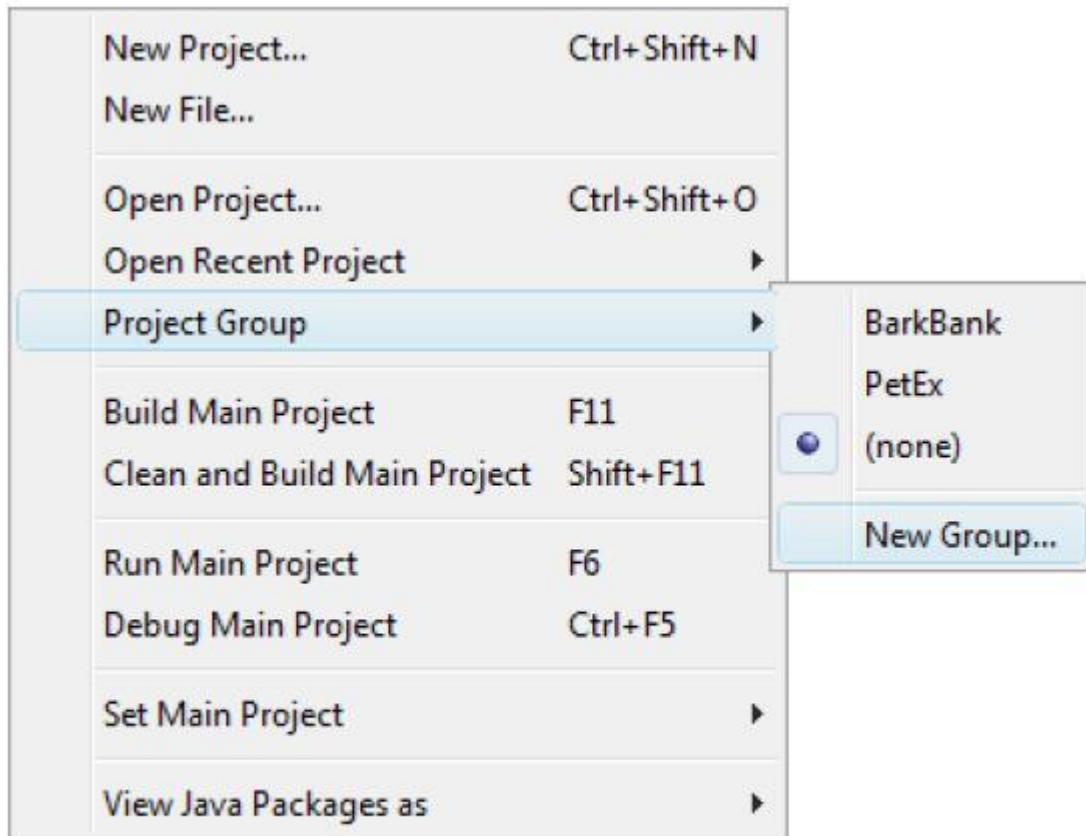 New Project... Ctrl+Shift+N
New File...
Open Project... Ctrl+Shift+O
Open Recent Project
Project Group
Build Main Project F11
Clean and Build Main Project Shift+F11
Run Main Project F6
Debug Main Project Ctrl+F5
Set Main Project
View Java Packages as
BarkBank
PetEx
(none)
New Group...